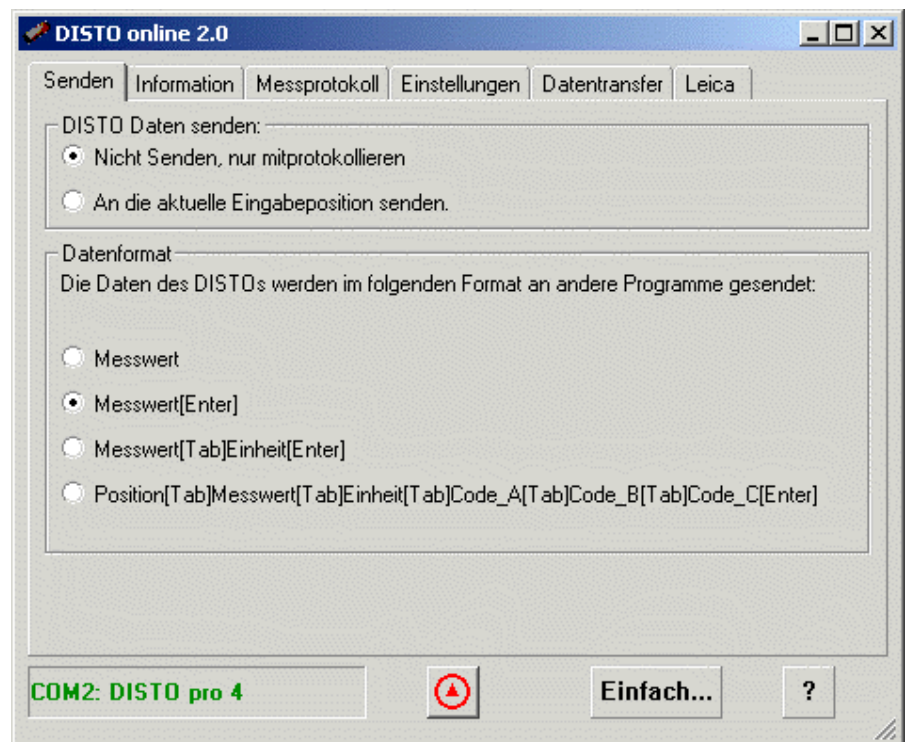 DISTO online 2.0
Senden Information Messprotokoll Einstellungen Datentransfer Leica
DISTO Daten senden:
Nicht Senden, nur mitprotokollieren
An die aktuelle Eingabeposition senden.
Datenformat
Die Daten des DISTOs werden im folgenden Format an andere Programme gesendet:
Messwert
Messwert[Enter]
Messwert[Tab]Einheit[Enter]
Position[Tab]Messwert[Tab]Einheit[Tab]Code_A[Tab]Code_B[Tab]Code_C[Enter]
COM2: DISTO pro 4 Einfach... ?